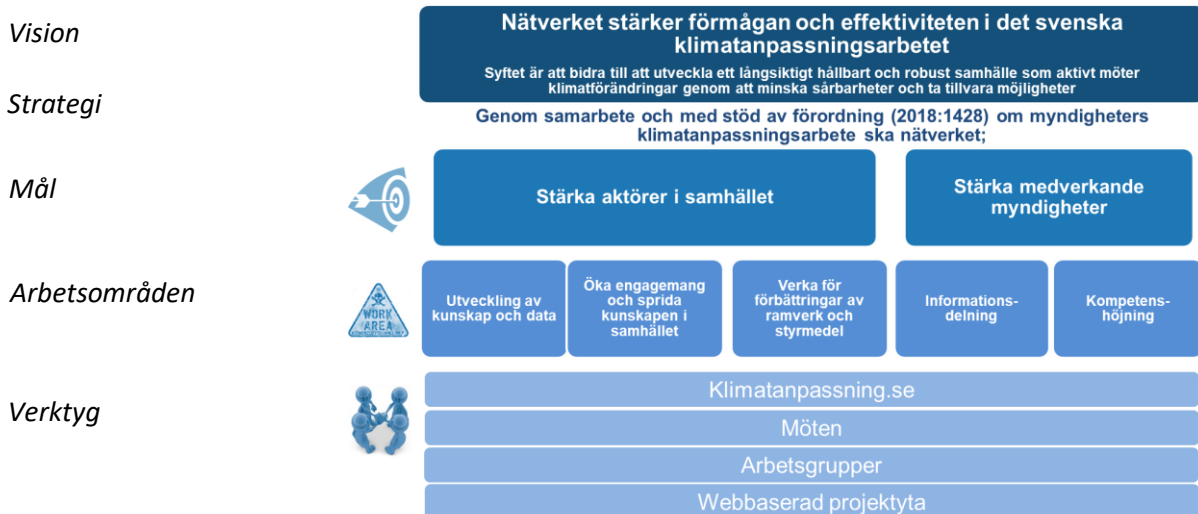 Vision
Nätverket stärker förmågan och effektiviteten i det svenska
klimatanpassningsarbetet
Syftet är att bidra till att utveckla ett långsiktigt hållbart och robust samhälle som aktivt möter
klimatförändringar genom att minska sårbarheter och ta tillvara möjligheter
Strategi
Genom samarbete och med stöd av förordning (2018:1428) om myndigheters
klimatanpassningsarbete ska nätverket;
Mål
Stärka aktörer i samhället
Stärka medverkande
myndigheter
Arbetsområden
WORK
AREA
Utveckling av
kunskap och data
Öka engagemang
och sprida
kunskapen i
samhället
Verka för
förbättringar av
ramverk och
styrmedel
Informations-
delning
Kompetens-
höjning
Verktyg
Klimatanpassning.se
Möten
Arbetsgrupper
Webbaserad projektyta